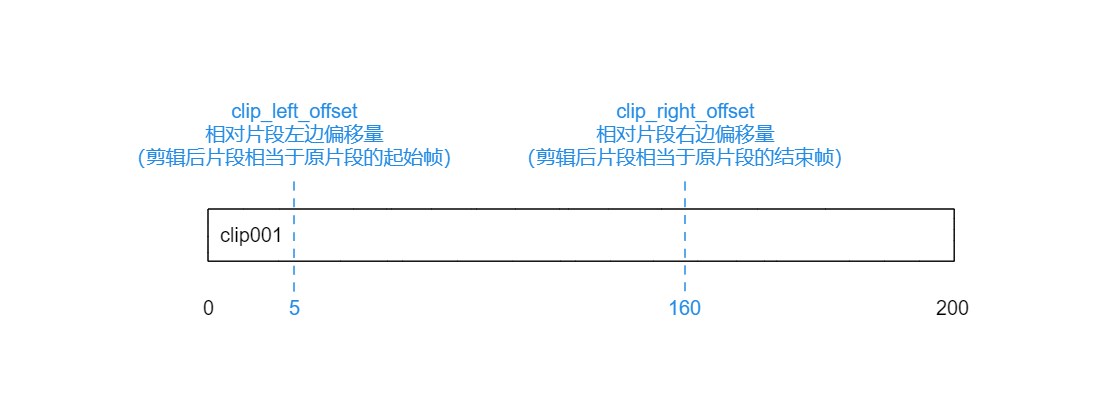 clip_left_offset
相对片段左边偏移量
(剪辑后片段相当于原片段的起始帧)
clip_right_offset
相对片段右边偏移量
(剪辑后片段相当于原片段的结束帧)
clip001
0
5
160
200